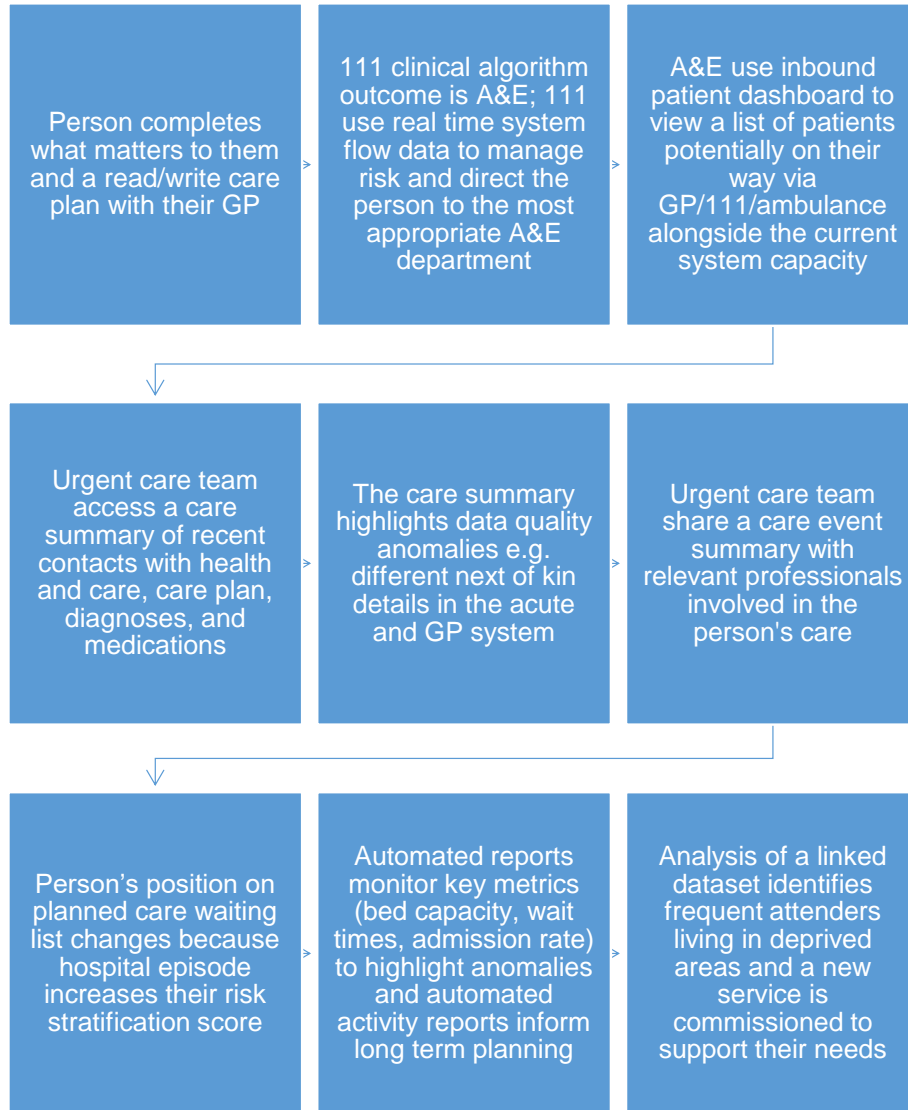 Person completes
what matters to them
and a read/write care
plan with their GP
111 clinical algorithm
outcome is A&E; 111
use real time system
flow data to manage
risk and direct the
person to the most
appropriate A&E
department
A&E use inbound
patient dashboard to
view a list of patients
potentially on their
way via
GP/111/ambulance
alongside the current
system capacity
Urgent care team
access a care
summary of recent
contacts with health
and care, care plan,
diagnoses, and
medications
The care summary
highlights data quality
anomalies e.g.
different next of kin
details in the acute
and GP system
Urgent care team
share a care event
summary with
relevant professionals
involved in the
person's care
Person’s position on
planned care waiting
list changes because
hospital episode
increases their risk
stratification score
Automated reports
monitor key metrics
(bed capacity, wait
times, admission rate)
to highlight anomalies
and automated
activity reports inform
long term planning
Analysis of a linked
dataset identifies
frequent attenders
living in deprived
areas and a new
service is
commissioned to
support their needs